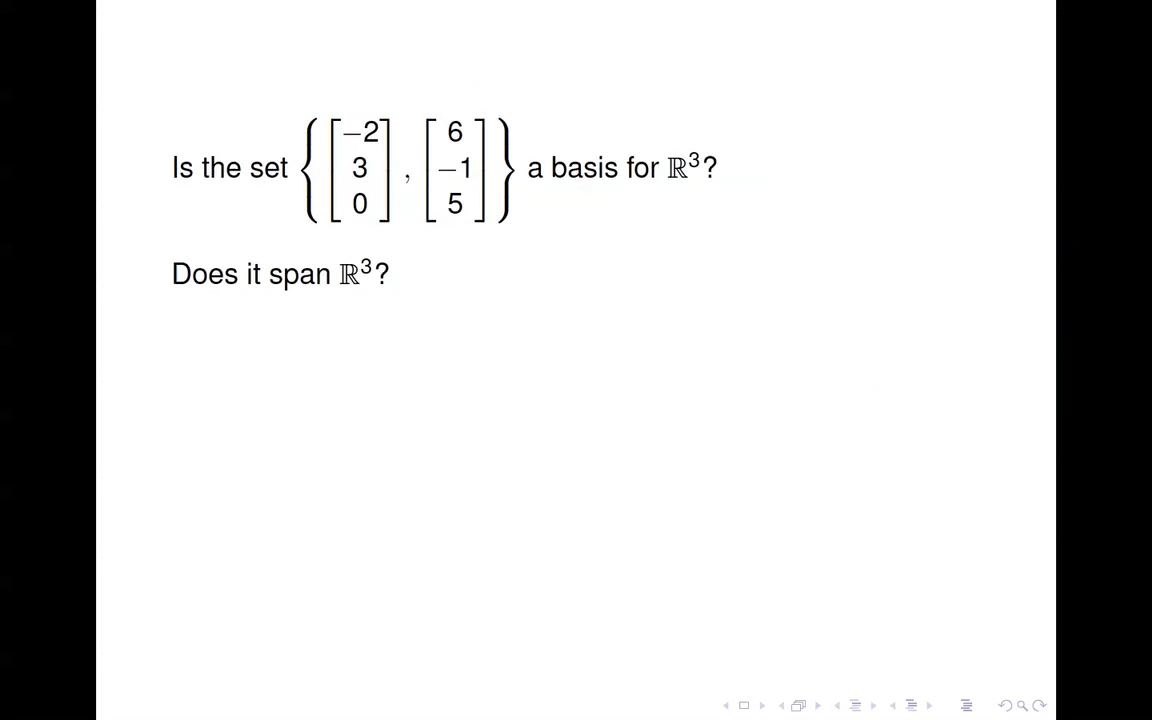 Is the set { [−2 3 0], [6 −1 5] } a basis for ℝ³?
Does it span ℝ³?